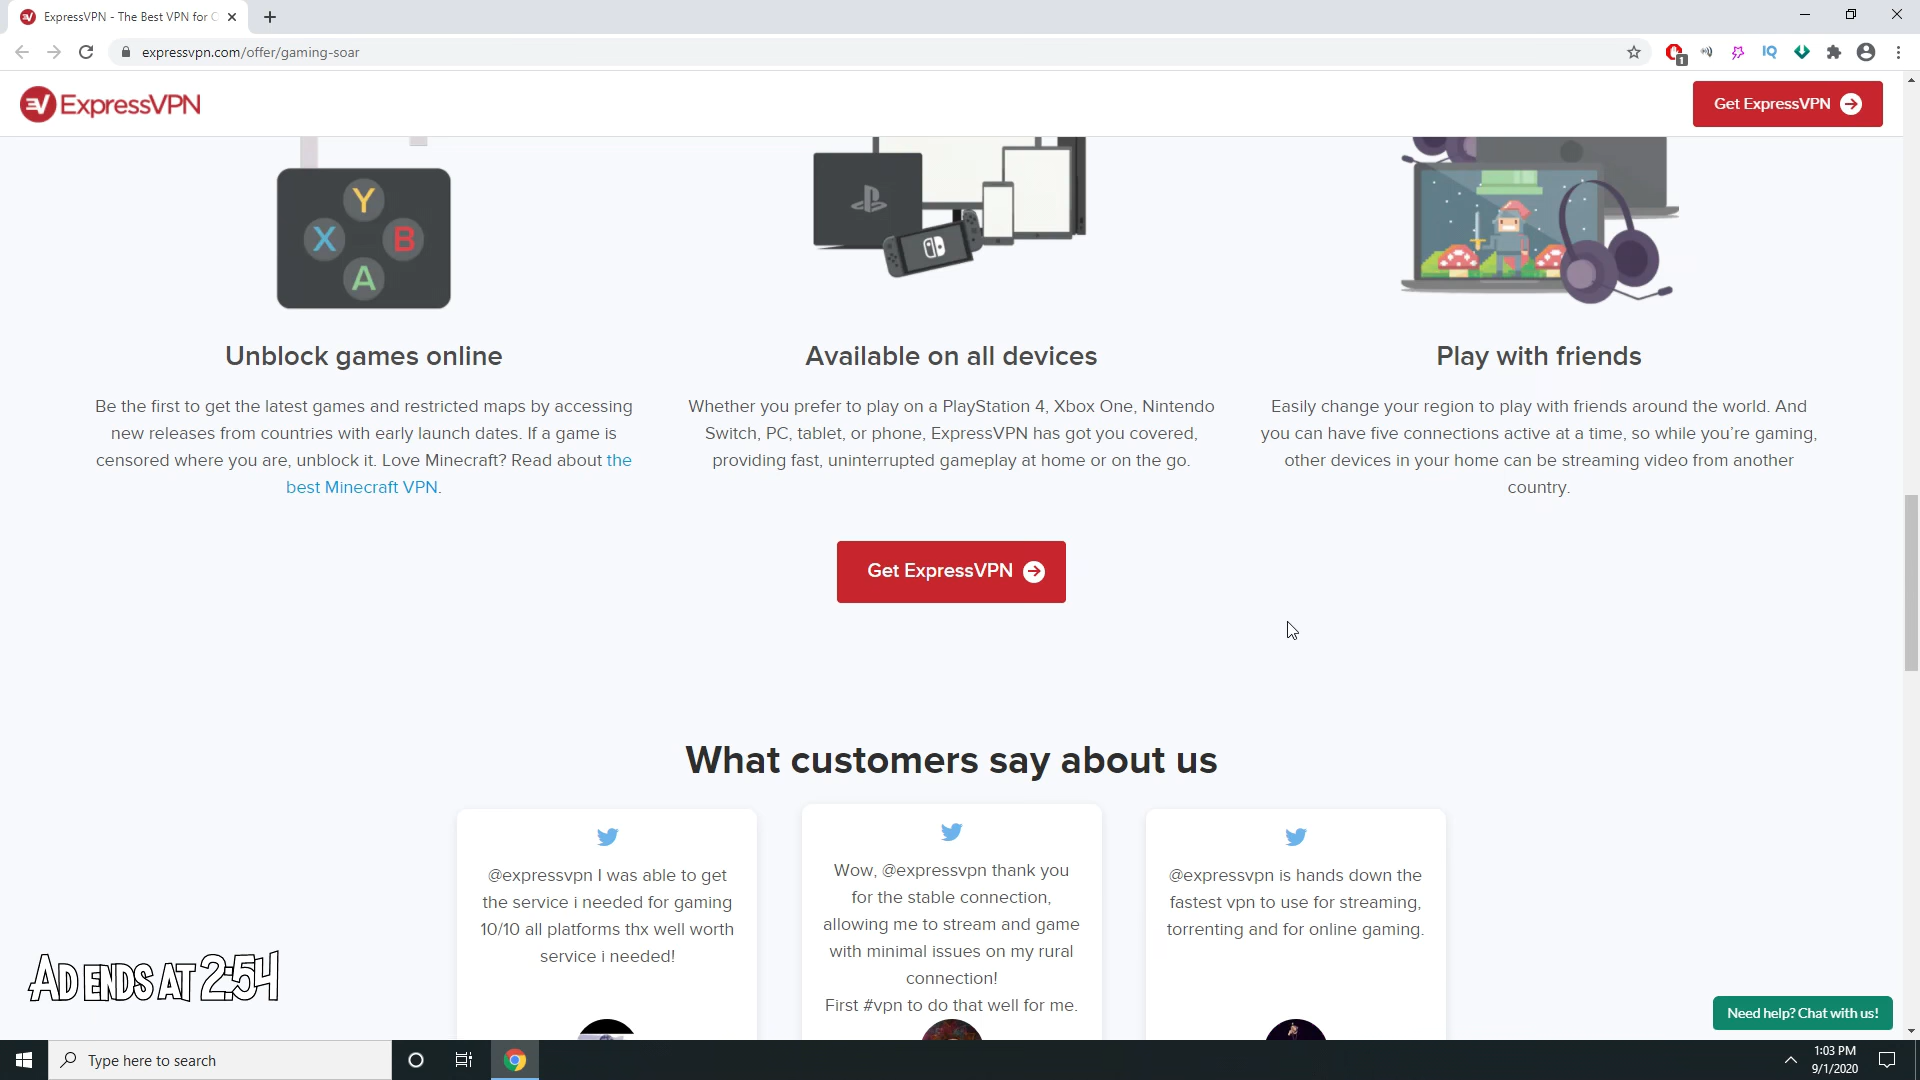 ExpressVPN - The Best VPN for
expressvpn.com/offer/gaming-soar
1
IQ
ExpressVPN
Get ExpressVPN
Y
X B
A
Unblock games online
Be the first to get the latest games and restricted maps by accessing
new releases from countries with early launch dates. If a game is
censored where you are, unblock it. Love Minecraft? Read about the
best Minecraft VPN.
Available on all devices
Whether you prefer to play on a PlayStation 4, Xbox One, Nintendo
Switch, PC, tablet, or phone, ExpressVPN has got you covered,
providing fast, uninterrupted gameplay at home or on the go.
Play with friends
Easily change your region to play with friends around the world. And
you can have five connections active at a time, so while you're gaming,
other devices in your home can be streaming video from another
country.
Get ExpressVPN
What customers say about us
@expressvpn I was able to get
the service i needed for gaming
10/10 all platforms thx well worth
service i needed!
Wow, @expressvpn thank you
for the stable connection,
allowing me to stream and game
with minimal issues on my rural
connection!
First #vpn to do that well for me.
@expressvpn is hands down the
fastest vpn to use for streaming,
torrenting and for online gaming.
AD ENDS AT 2:54
Need help? Chat with us!
Type here to search
1:03 PM
9/1/2020